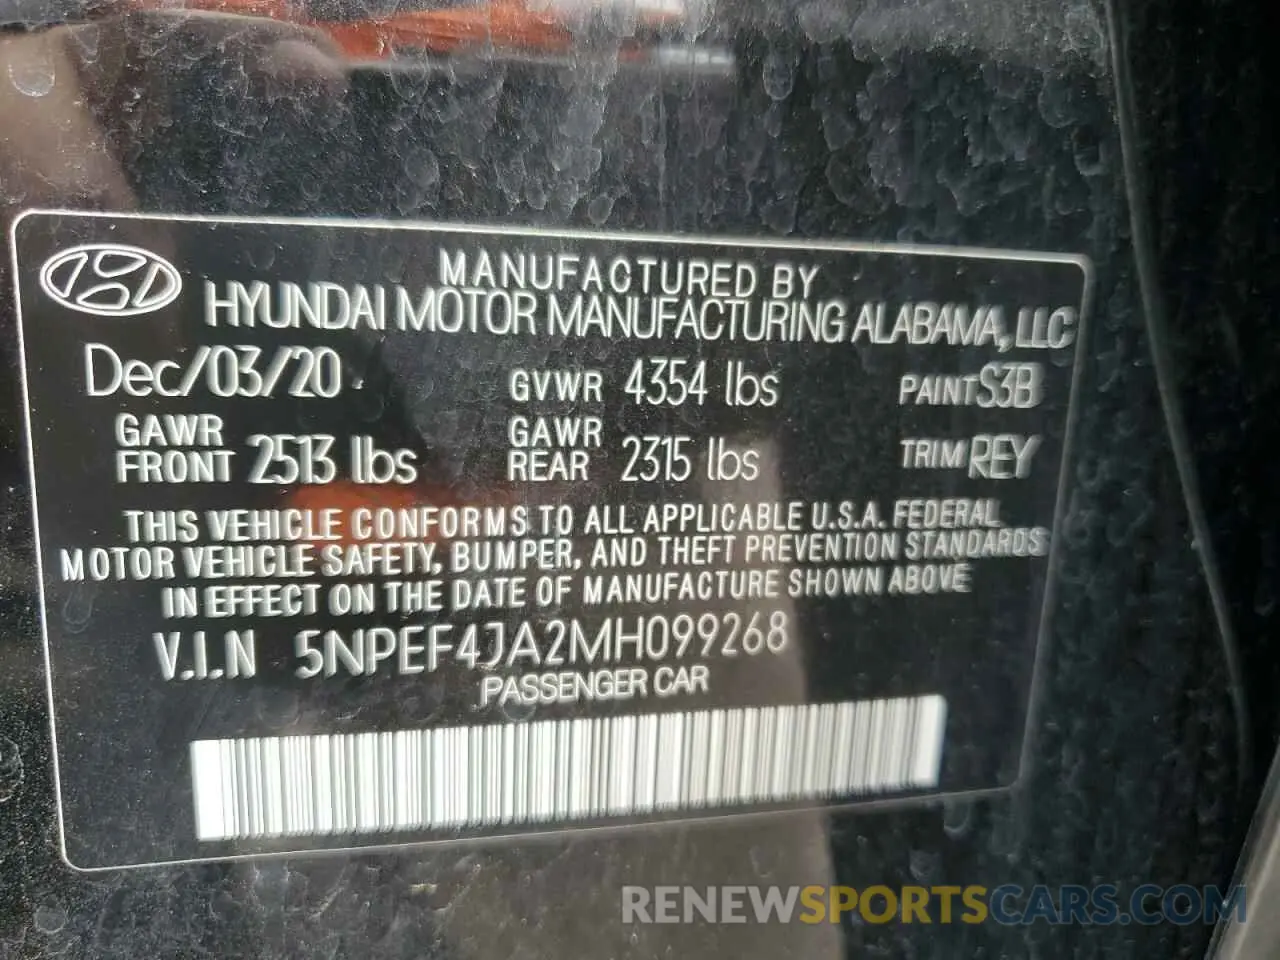 MANUFACTURED BY
HYUNDAI MOTOR MANUFACTURING ALABAMA, LLC
Dec/03/20 GVWR 4354 lbs PAINT S3B
GAWR FRONT 2513 lbs GAWR REAR 2315 lbs TRIM REY
THIS VEHICLE CONFORMS TO ALL APPLICABLE U.S.A. FEDERAL
MOTOR VEHICLE SAFETY, BUMPER, AND THEFT PREVENTION STANDARDS
IN EFFECT ON THE DATE OF MANUFACTURE SHOWN ABOVE
V.I.N 5NPEF4JA2MH099268
PASSENGER CAR
RENEWSPORTSCARS.COM